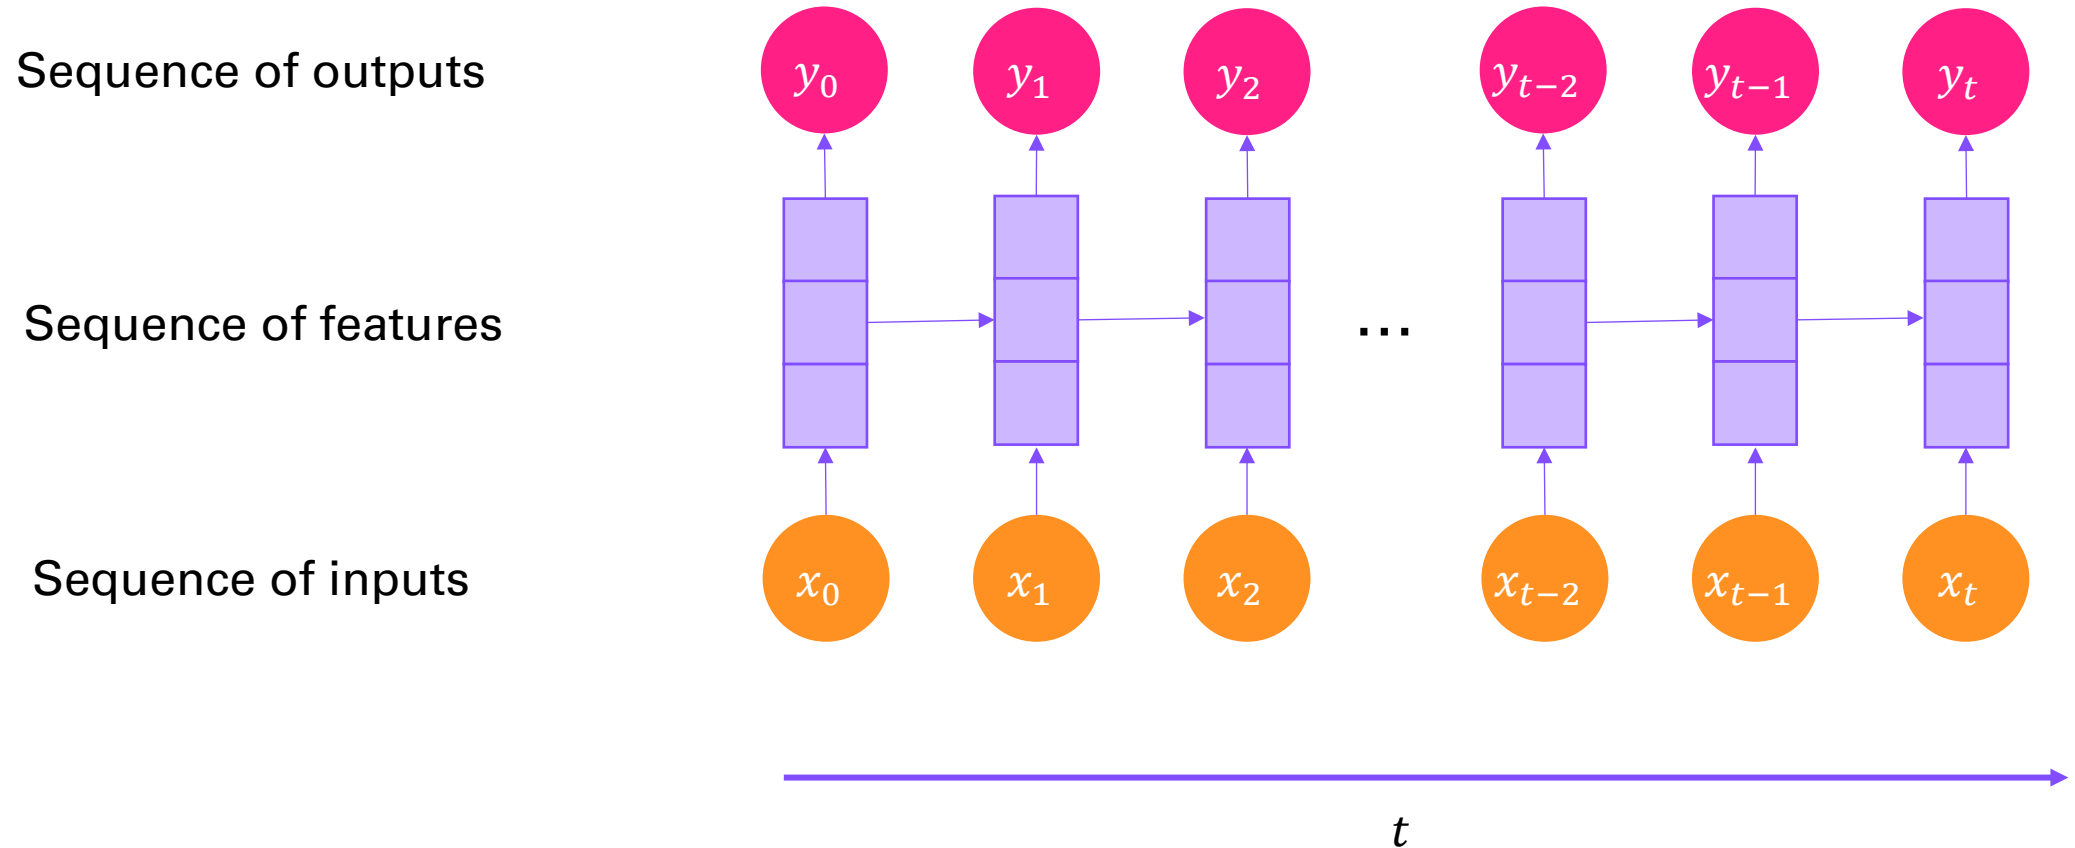 Sequence of outputs y₀ y₁ y₂ yₜ₋₂ yₜ₋₁ yₜ
Sequence of features ...
Sequence of inputs x₀ x₁ x₂ xₜ₋₂ xₜ₋₁ xₜ
t